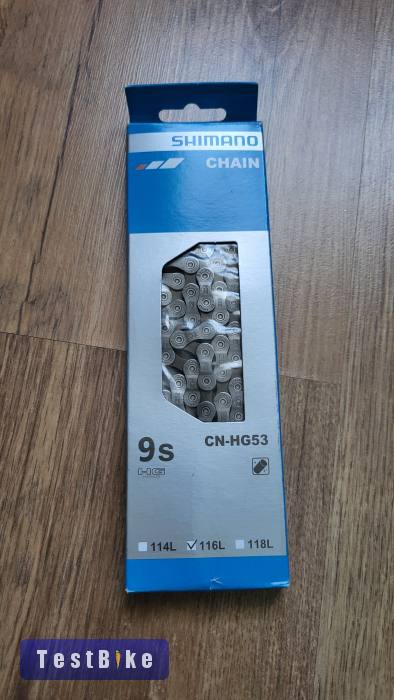 SHIMANO
CHAIN
9s
CN-HG53
HG
114L 116L 118L
TestBike